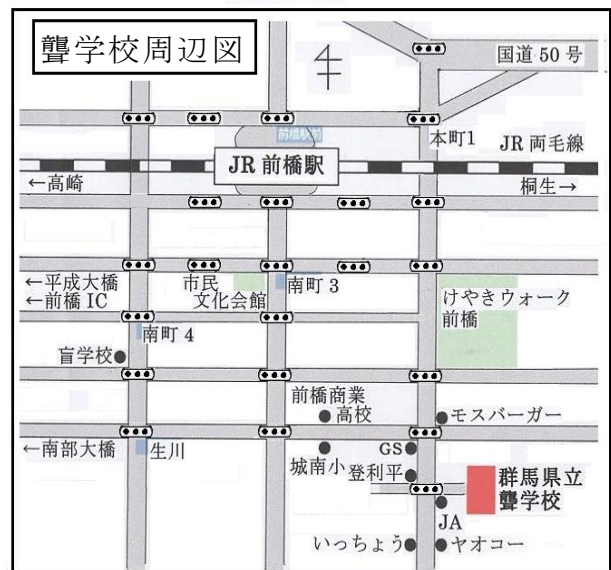 聾学校周辺図
国道50号
前橋駅前
本町1
JR両毛線
JR前橋駅
←高崎
桐生→
←平成大橋
←前橋IC
市民
文化会館
南町3
けやきウォーク
前橋
南町4
盲学校
前橋商業
高校
モスバーガー
←南部大橋
生川
城南小
GS
登利平
群馬県立
聾学校
JA
いっちょう
ヤオコー